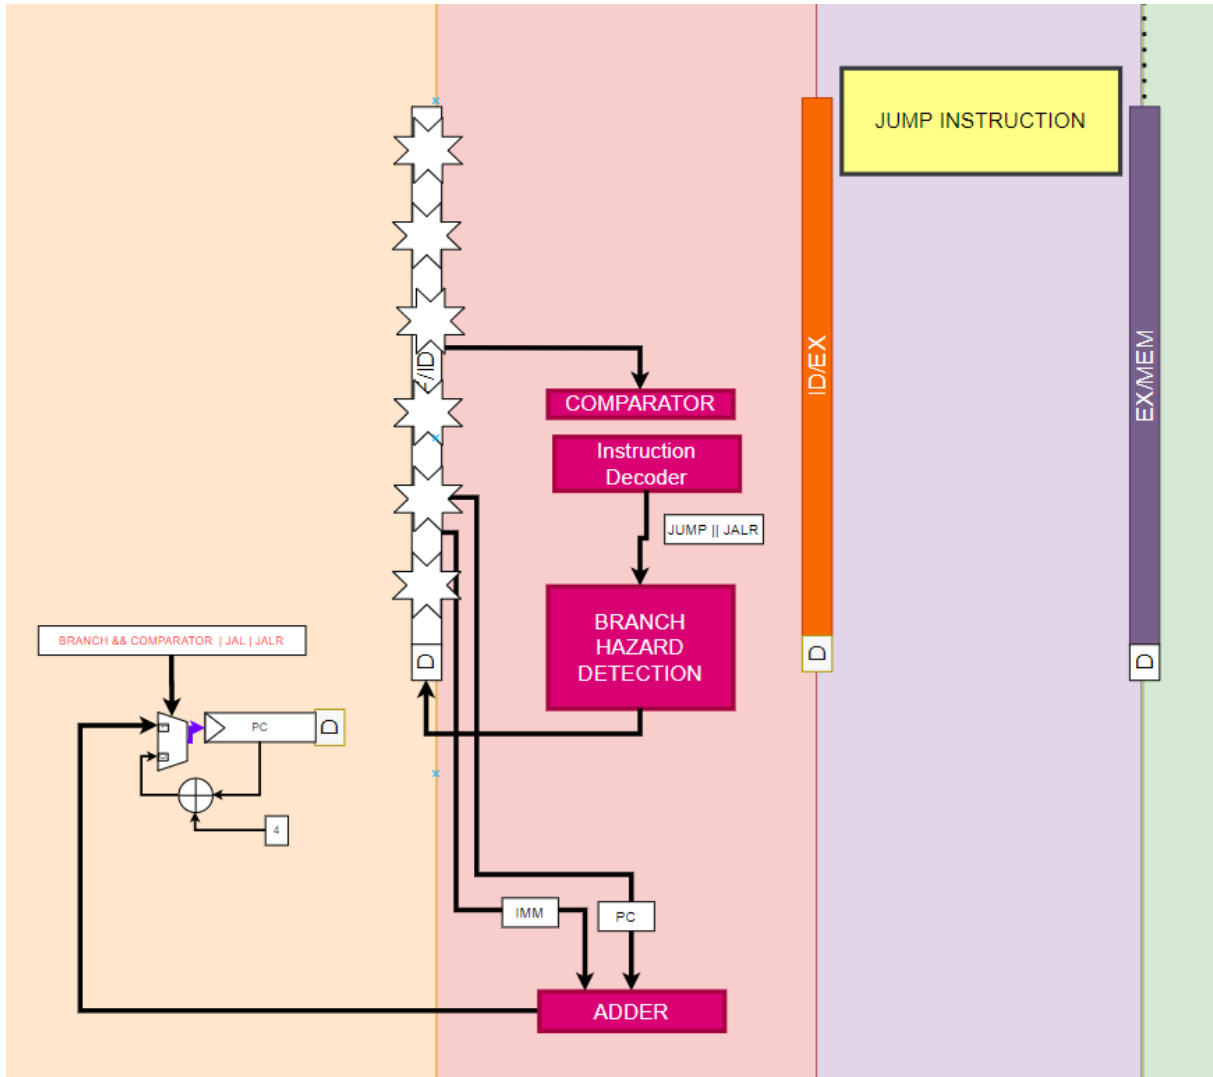 JUMP INSTRUCTION
/ID
COMPARATOR
ID/EX
EX/MEM
Instruction
Decoder
JUMP || JALR
BRANCH
HAZARD
DETECTION
BRANCH && COMPARATOR | JAL | JALR
D
D
D
PC
D
4
IMM
PC
ADDER